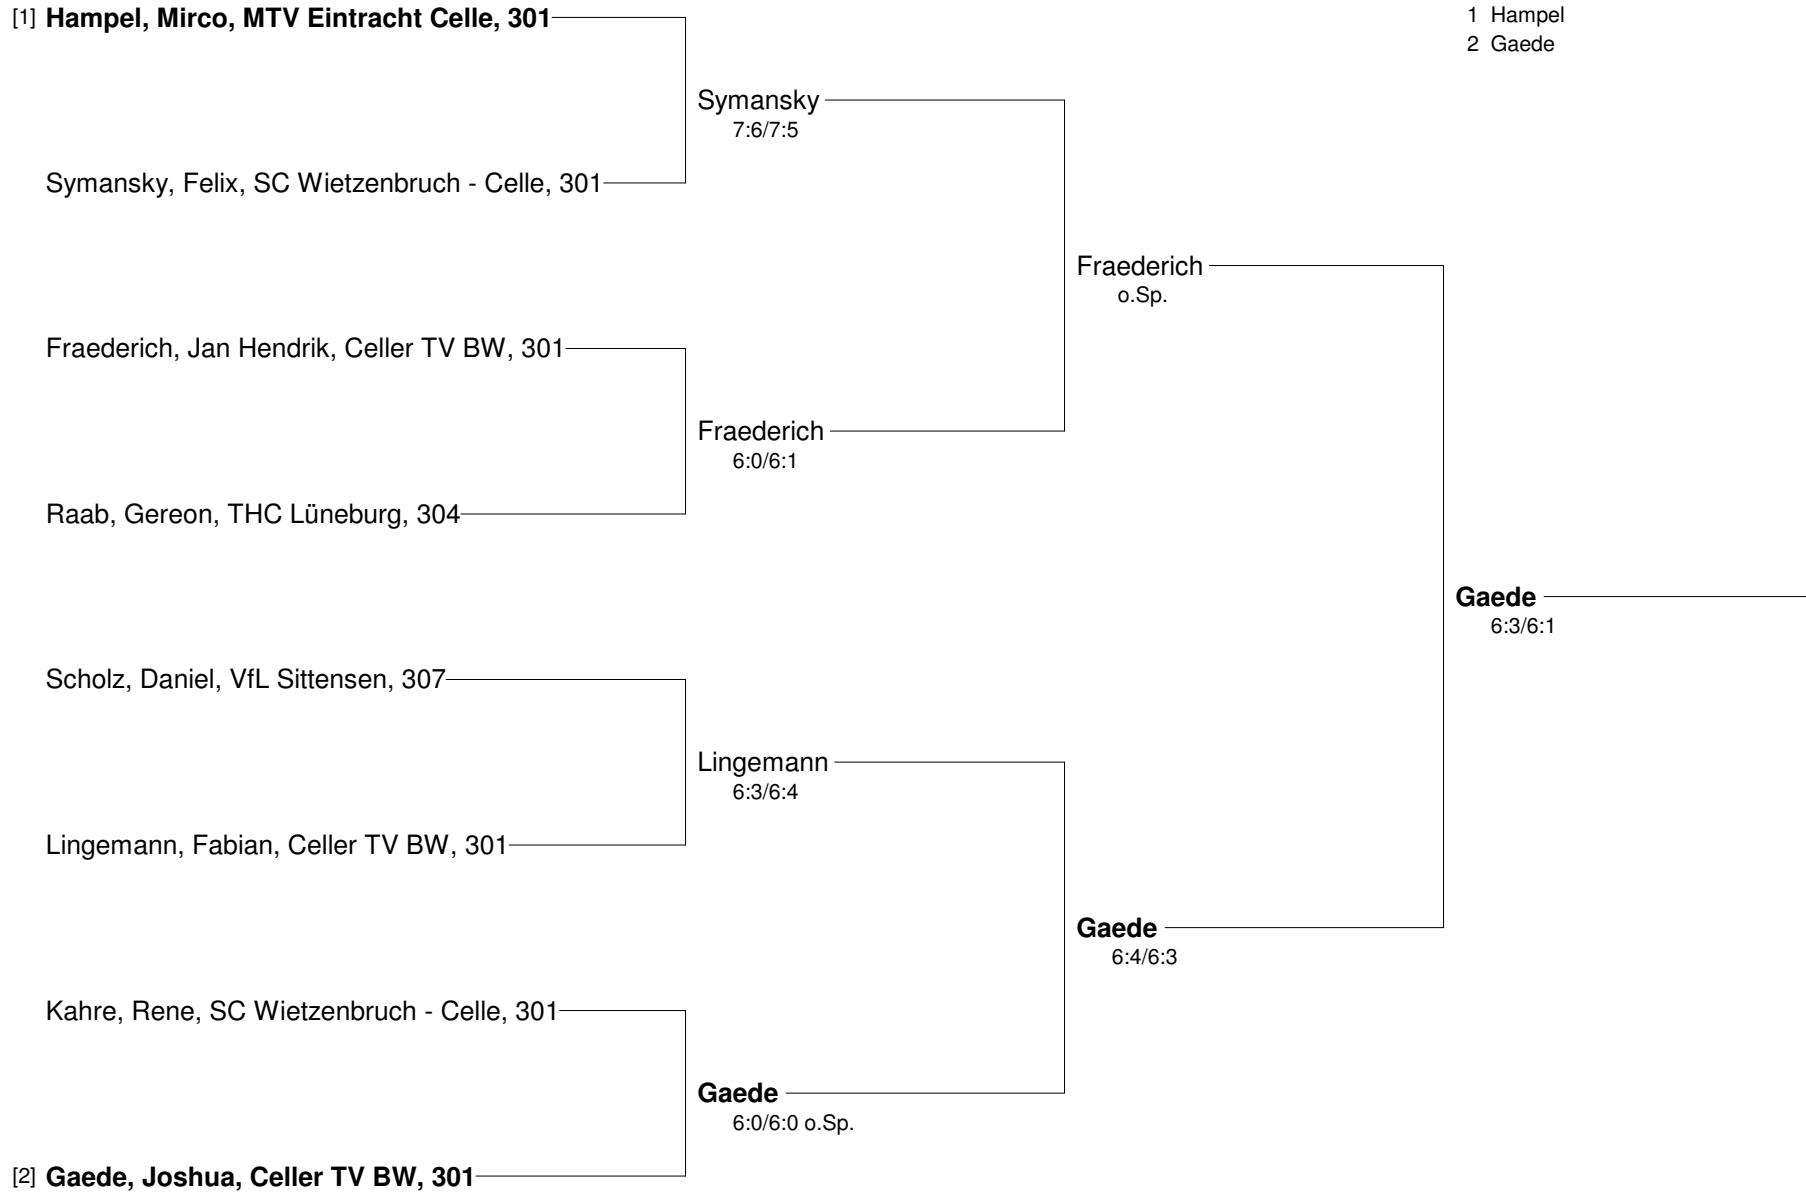 [1] Hampel, Mirco, MTV Eintracht Celle, 301
1 Hampel
2 Gaede
Symansky
7:6/7:5
Symansky, Felix, SC Wietzenbruch - Celle, 301
Fraederich
o.Sp.
Fraederich, Jan Hendrik, Celler TV BW, 301
Fraederich
6:0/6:1
Raab, Gereon, THC Lüneburg, 304
Gaede
6:3/6:1
Scholz, Daniel, VfL Sittensen, 307
Lingemann
6:3/6:4
Lingemann, Fabian, Celler TV BW, 301
Gaede
6:4/6:3
Kahre, Rene, SC Wietzenbruch - Celle, 301
Gaede
6:0/6:0 o.Sp.
[2] Gaede, Joshua, Celler TV BW, 301